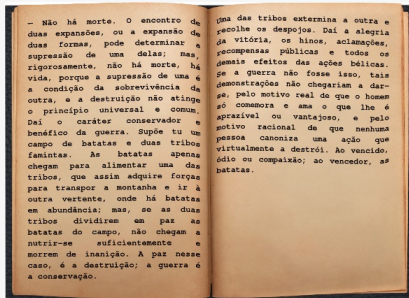 — Não há morte. O encontro de
duas expansões, ou a expansão de
duas formas, pode determinar a
supressão de uma delas; mas,
rigorosamente, não há morte, há
vida, porque a supressão de uma é
a condição da sobrevivência da
outra, e a destruição não atinge
o princípio universal e comum.
Daí o caráter conservador e
benéfico da guerra. Supõe tu um
campo de batatas e duas tribos
famintas. As batatas apenas
chegam para alimentar uma das
tribos, que assim adquire forças
para transpor a montanha e ir à
outra vertente, onde há batatas
em abundância; mas, se as duas
tribos dividirem em paz as
batatas do campo, não chegam a
nutrir-se suficientemente e
morrem de inanição. A paz nesse
caso, é a destruição; a guerra é
a conservação.
Uma das tribos extermina a outra e
recolhe os despojos. Daí a alegria
da vitória, os hinos, aclamações,
recompensas públicas e todos os
demais efeitos das ações bélicas.
Se a guerra não fosse isso, tais
demonstrações não chegariam a dar-
se, pelo motivo real de que o homem
só comemora e ama o que lhe é
aprazível ou vantajoso, e pelo
motivo racional de que nenhuma
pessoa canoniza uma ação que
virtualmente a destrói. Ao vencido,
ódio ou compaixão; ao vencedor, as
batatas.